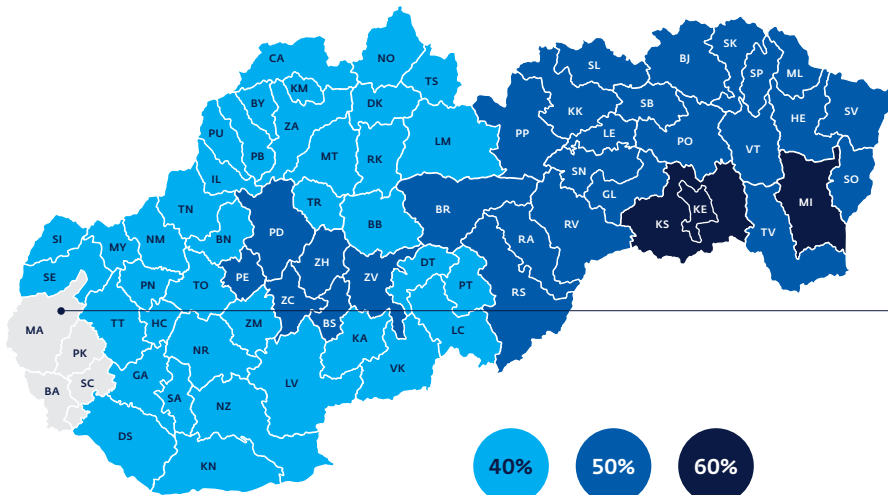 CA
NO
TS
KM
BY
DK
ZA
PU
PB
MT
RK
LM
IL
TN
TR
BB
SI
MY
NM
BN
PD
SE
PN
TO
PE
ZH
ZV
DT
PT
ZC
BS
MA
TT
HC
ZM
KA
LC
NR
PK
GA
SC
BA
SA
NZ
LV
VK
DS
KN
SL
BJ
SK
SP
ML
PP
KK
SB
HE
SV
LE
PO
VT
SN
SO
GL
BR
RV
KS
KE
MI
RA
TV
RS
40%
50%
60%